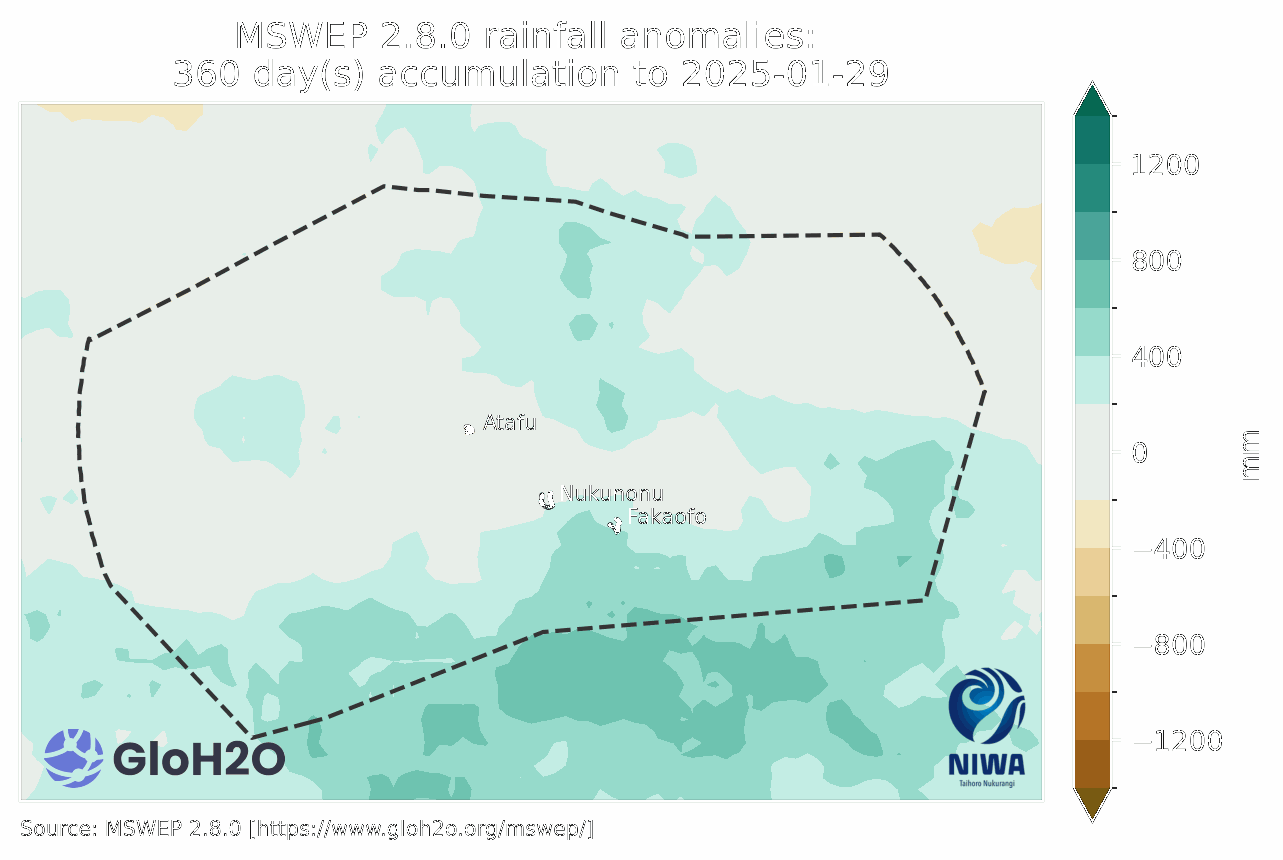 MSWEP 2.8.0 rainfall anomalies:
360 day(s) accumulation to 2025-01-29
1200
800
400
0
−400
−800
−1200
mm
Atafu
Nukunonu
Fakaofo
GloH2O
NIWA
Taihoro Nukurangi
Source: MSWEP 2.8.0 [https://www.gloh2o.org/mswep/]